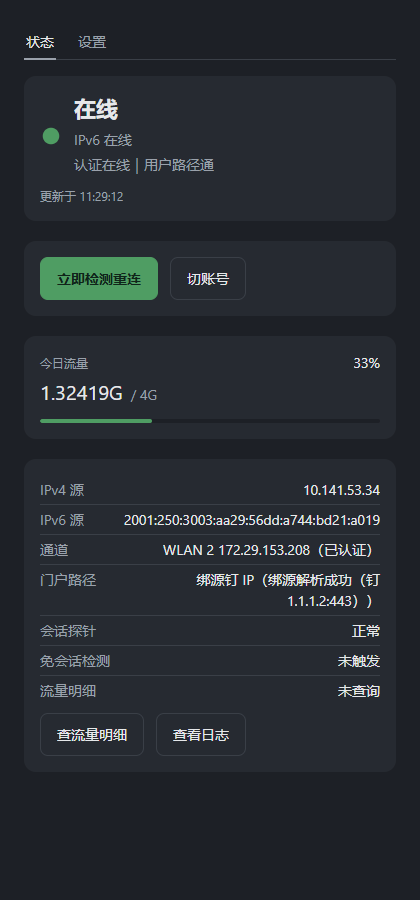 状态 设置
在线
IPv6 在线
认证在线 | 用户路径通
更新于 11:29:12
立即检测重连 切账号
今日流量 33%
1.32419G / 4G
IPv4 源 10.141.53.34
IPv6 源 2001:250:3003:aa29:56dd:a744:bd21:a019
通道 WLAN 2 172.29.153.208（已认证）
门户路径 绑源钉 IP（绑源解析成功（钉
1.1.1.2:443））
会话探针 正常
免会话检测 未触发
流量明细 未查询
查流量明细 查看日志